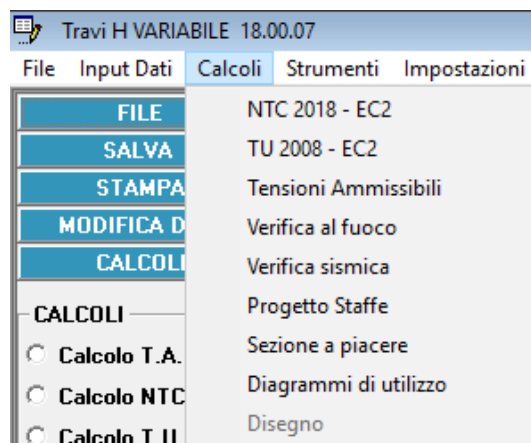 Travi H VARIABILE 18.00.07
File Input Dati Calcoli Strumenti Impostazioni
FILE
SALVA
STAMPA
MODIFICA D
CALCOLI
CALCOLI
Calcolo T.A.
Calcolo NTC
Calcolo T.U
NTC 2018 - EC2
TU 2008 - EC2
Tensioni Ammissibili
Verifica al fuoco
Verifica sismica
Progetto Staffe
Sezione a piacere
Diagrammi di utilizzo
Disegno